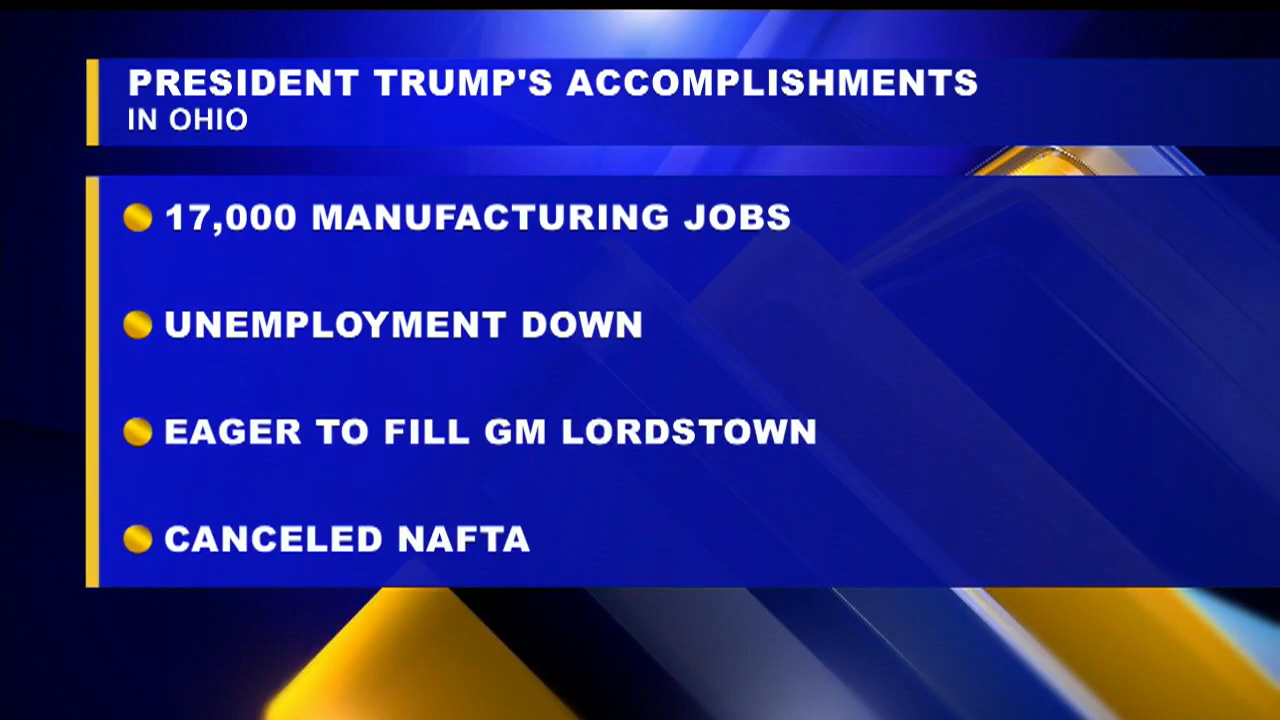 PRESIDENT TRUMP'S ACCOMPLISHMENTS
IN OHIO
17,000 MANUFACTURING JOBS
UNEMPLOYMENT DOWN
EAGER TO FILL GM LORDSTOWN
CANCELED NAFTA